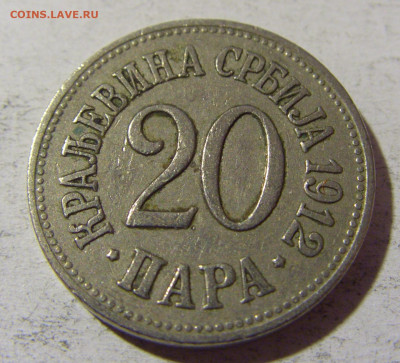 COINS.LAVE.RU
КРАЉЕВИНА СРБИЈА 1912
20
· ПАРА ·